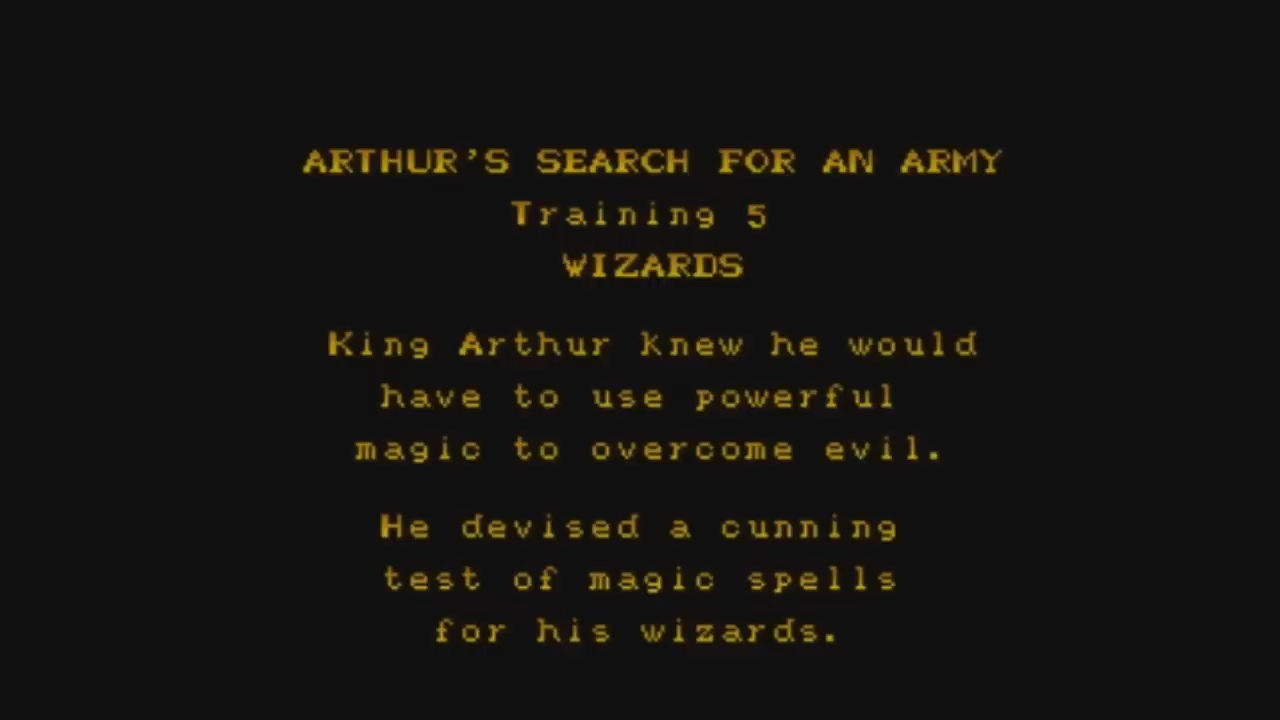 ARTHUR'S SEARCH FOR AN ARMY
Training 5
WIZARDS
King Arthur knew he would
have to use powerful
magic to overcome evil.
He devised a cunning
test of magic spells
for his wizards.